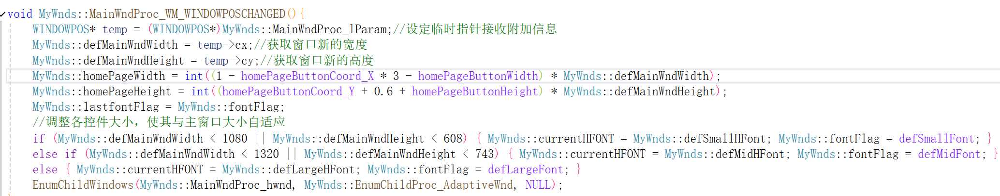 void MyWnds::MainWndProc_WM_WINDOWPOSCHANGED(){
WINDOWPOS* temp = (WINDOWPOS*)MyWnds::MainWndProc_lParam;//设定临时指针接收附加信息
MyWnds::defMainWndWidth = temp->cx;//获取窗口新的宽度
MyWnds::defMainWndHeight = temp->cy;//获取窗口新的高度
MyWnds::homePageWidth = int((1 - homePageButtonCoord_X * 3 - homePageButtonWidth) * MyWnds::defMainWndWidth);
MyWnds::homePageHeight = int((homePageButtonCoord_Y + 0.6 + homePageButtonHeight) * MyWnds::defMainWndHeight);
MyWnds::lastfontFlag = MyWnds::fontFlag;
//调整各控件大小，使其与主窗口大小自适应
if (MyWnds::defMainWndWidth < 1080 || MyWnds::defMainWndHeight < 608) { MyWnds::currentHFONT = MyWnds::defSmallHFont; MyWnds::fontFlag = defSmallFont; }
else if (MyWnds::defMainWndWidth < 1320 || MyWnds::defMainWndHeight < 743) { MyWnds::currentHFONT = MyWnds::defMidHFont; MyWnds::fontFlag = defMidFont; }
else { MyWnds::currentHFONT = MyWnds::defLargeHFont; MyWnds::fontFlag = defLargeFont; }
EnumChildWindows(MyWnds::MainWndProc_hwnd, MyWnds::EnumChildProc_AdaptiveWnd, NULL);